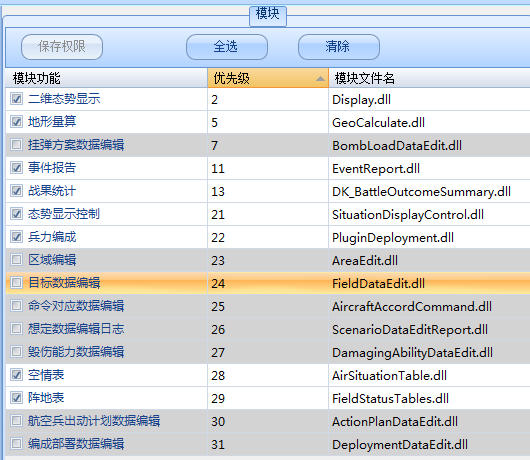 模块
保存权限 全选 清除
模块功能 优先级 模块文件名
二维态势显示 2 Display.dll
地形量算 5 GeoCalculate.dll
挂弹方案数据编辑 7 BombLoadDataEdit.dll
事件报告 11 EventReport.dll
战果统计 13 DK_BattleOutcomeSummary.dll
态势显示控制 21 SituationDisplayControl.dll
兵力编成 22 PluginDeployment.dll
区域编辑 23 AreaEdit.dll
目标数据编辑 24 FieldDataEdit.dll
命令对应数据编辑 25 AircraftAccordCommand.dll
想定数据编辑日志 26 ScenarioDataEditReport.dll
毁伤能力数据编辑 27 DamagingAbilityDataEdit.dll
空情表 28 AirSituationTable.dll
阵地表 29 FieldStatusTables.dll
航空兵出动计划数据编辑 30 ActionPlanDataEdit.dll
编成部署数据编辑 31 DeploymentDataEdit.dll